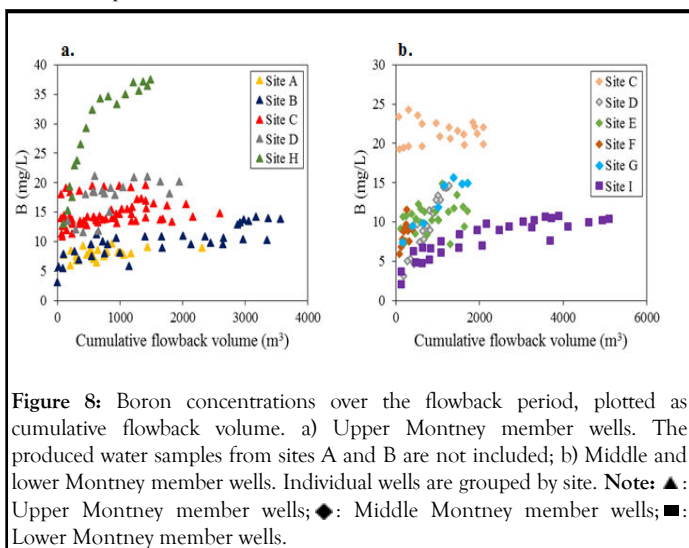 a.
b.
B (mg/L)
40
35
30
25
20
15
10
5
0
0
1000
2000
3000
4000
Cumulative flowback volume (m³)
Site A
Site B
Site C
Site D
Site H
B (mg/L)
30
25
20
15
10
5
0
0
2000
4000
6000
Cumulative flowback volume (m³)
Site C
Site D
Site E
Site F
Site G
Site I
Figure 8: Boron concentrations over the flowback period, plotted as
cumulative flowback volume. a) Upper Montney member wells. The
produced water samples from sites A and B are not included; b) Middle and
lower Montney member wells. Individual wells are grouped by site. Note: ▲:
Upper Montney member wells; ◆: Middle Montney member wells; ■:
Lower Montney member wells.